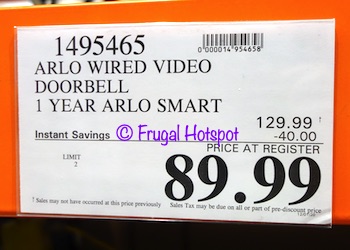 1495465
0000014954658
ARLO WIRED VIDEO
DOORBELL
1 YEAR ARLO SMART
129.99 †
Instant Savings -40.00
© Frugal Hotspot
PRICE AT REGISTER
LIMIT
2
89.99
† Sales may not have occurred at this price previously
Sales Tax may be due on all or part of pre-discount price